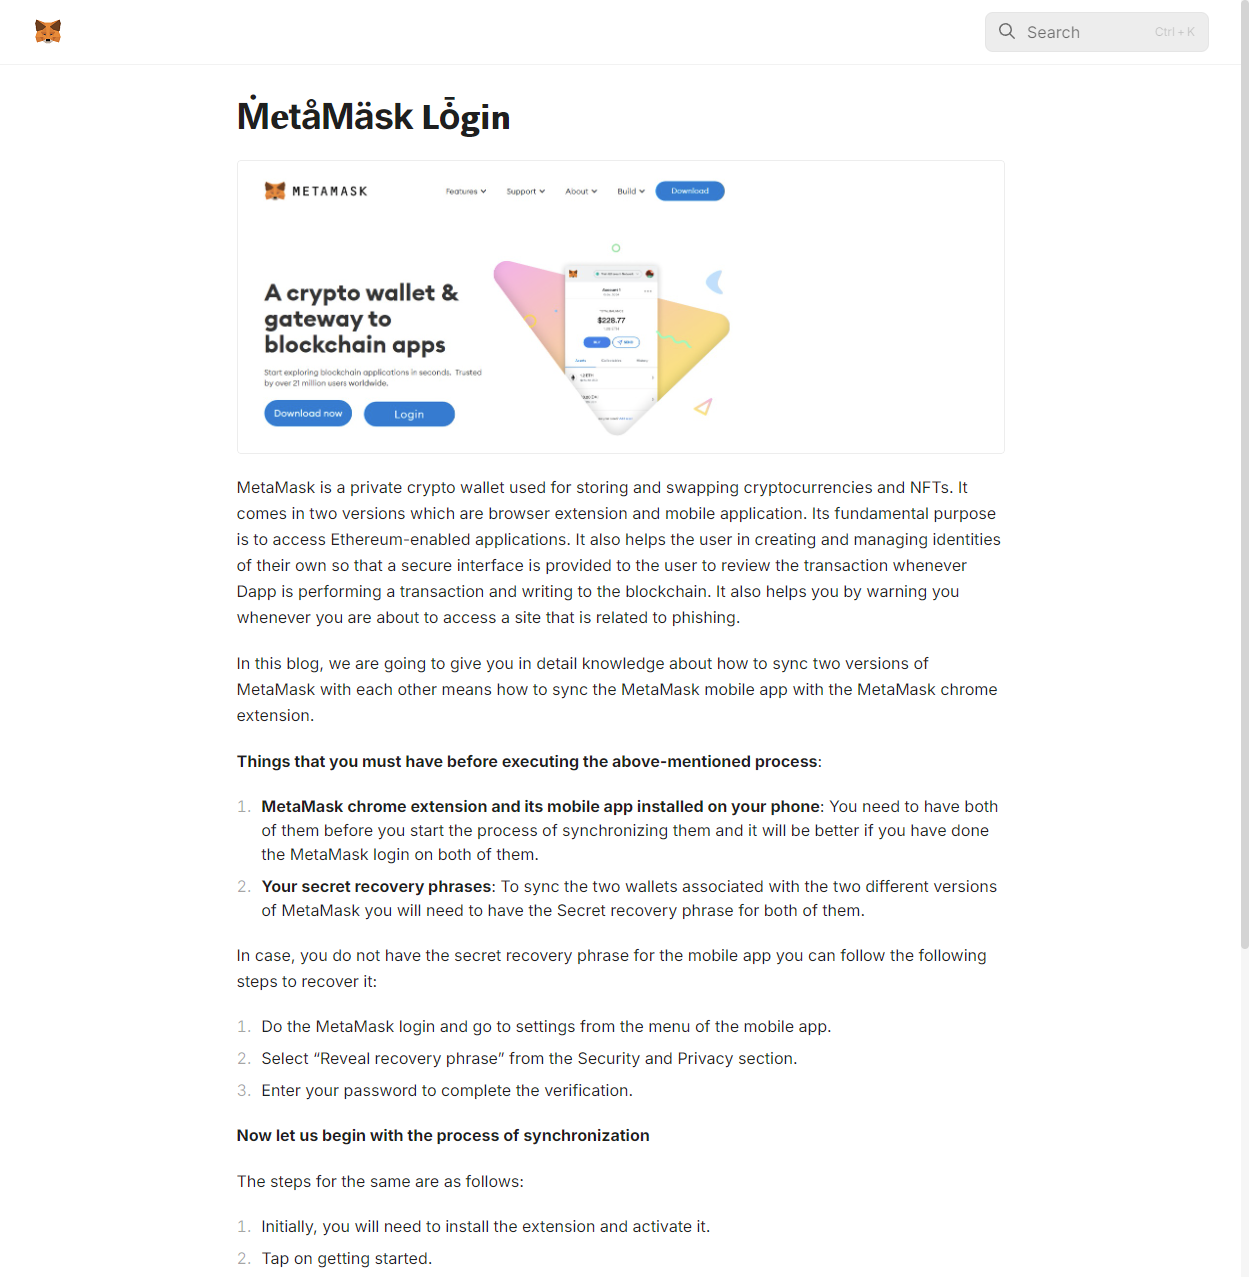 Search
Ctrl + K
ṀetåMäsk Lȱgin
METAMASK
Features
Support
About
Build
Download
A crypto wallet &
gateway to
blockchain apps
Start exploring blockchain applications in seconds. Trusted
by over 21 million users worldwide.
Download now
Login
Account 1
$228.77
MetaMask is a private crypto wallet used for storing and swapping cryptocurrencies and NFTs. It
comes in two versions which are browser extension and mobile application. Its fundamental purpose
is to access Ethereum-enabled applications. It also helps the user in creating and managing identities
of their own so that a secure interface is provided to the user to review the transaction whenever
Dapp is performing a transaction and writing to the blockchain. It also helps you by warning you
whenever you are about to access a site that is related to phishing.
In this blog, we are going to give you in detail knowledge about how to sync two versions of
MetaMask with each other means how to sync the MetaMask mobile app with the MetaMask chrome
extension.
Things that you must have before executing the above-mentioned process:
1. MetaMask chrome extension and its mobile app installed on your phone: You need to have both
of them before you start the process of synchronizing them and it will be better if you have done
the MetaMask login on both of them.
2. Your secret recovery phrases: To sync the two wallets associated with the two different versions
of MetaMask you will need to have the Secret recovery phrase for both of them.
In case, you do not have the secret recovery phrase for the mobile app you can follow the following
steps to recover it:
1. Do the MetaMask login and go to settings from the menu of the mobile app.
2. Select “Reveal recovery phrase” from the Security and Privacy section.
3. Enter your password to complete the verification.
Now let us begin with the process of synchronization
The steps for the same are as follows:
1. Initially, you will need to install the extension and activate it.
2. Tap on getting started.